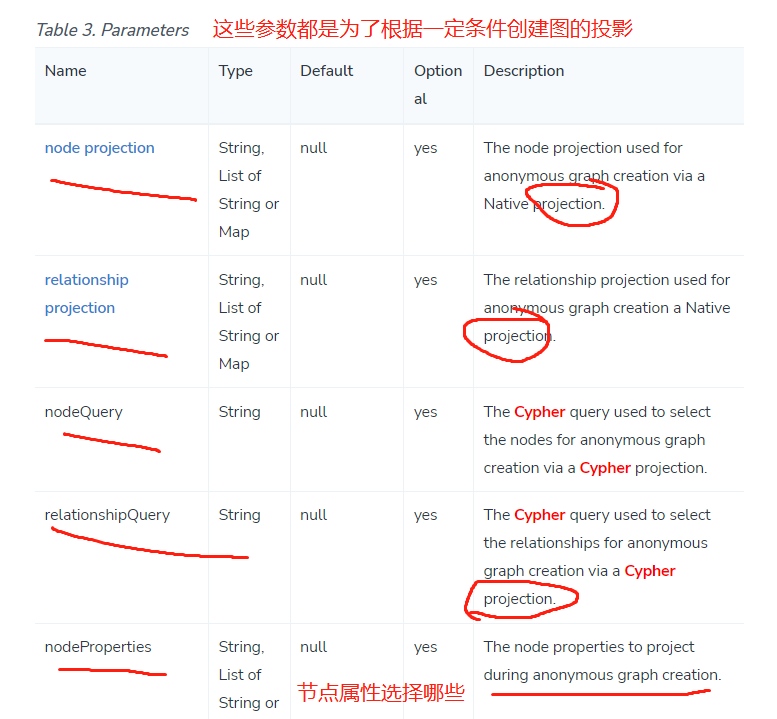 Table 3. Parameters 这些参数都是为了根据一定条件创建图的投影
Name Type Default Option
al Description
node projection String,
List of
String or
Map null yes The node projection used for
anonymous graph creation via a
Native projection.
relationship
projection String,
List of
String or
Map null yes The relationship projection used for
anonymous graph creation a Native
projection.
nodeQuery String null yes The Cypher query used to select
the nodes for anonymous graph
creation via a Cypher projection.
relationshipQuery String null yes The Cypher query used to select
the relationships for anonymous
graph creation via a Cypher
projection.
nodeProperties String,
List of
String or null yes The node properties to project
during anonymous graph creation.
节点属性选择哪些